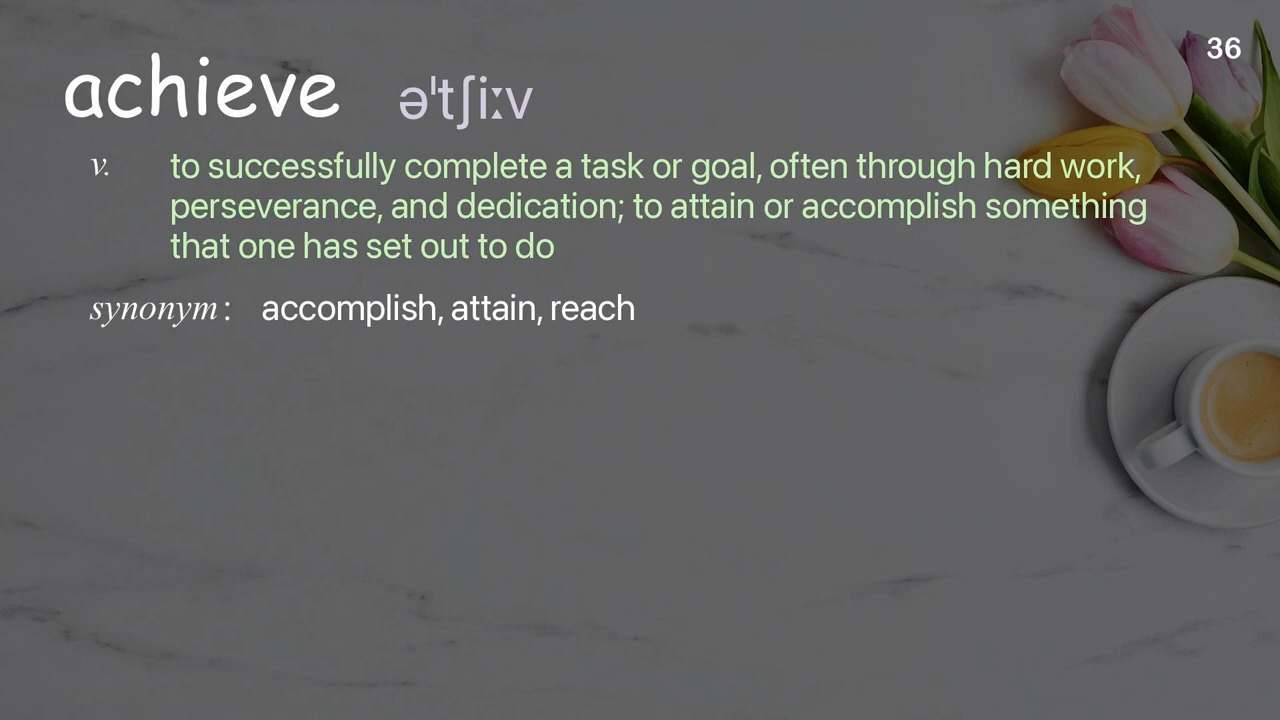 36
achieve əˈtʃiːv
v. to successfully complete a task or goal, often through hard work,
perseverance, and dedication; to attain or accomplish something
that one has set out to do
synonym: accomplish, attain, reach